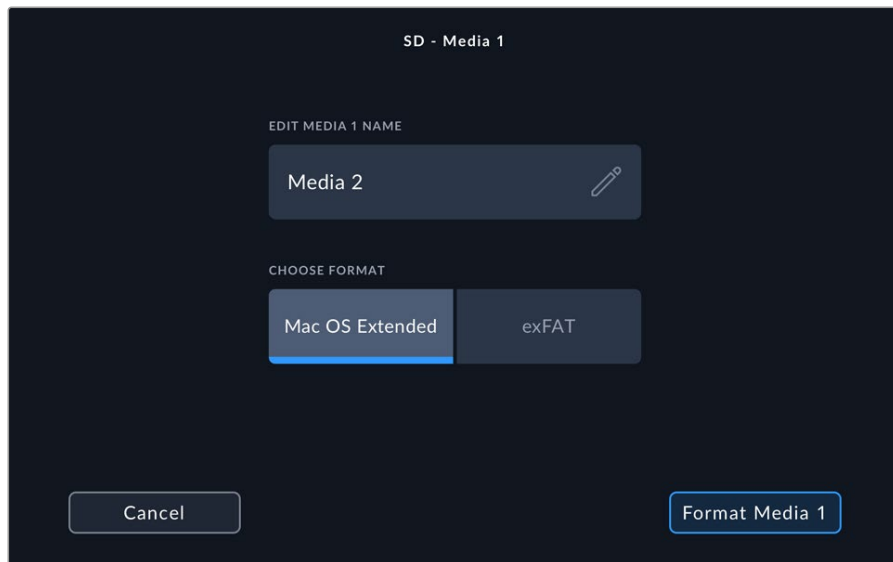 SD - Media 1
EDIT MEDIA 1 NAME
Media 2
CHOOSE FORMAT
Mac OS Extended
exFAT
Cancel
Format Media 1